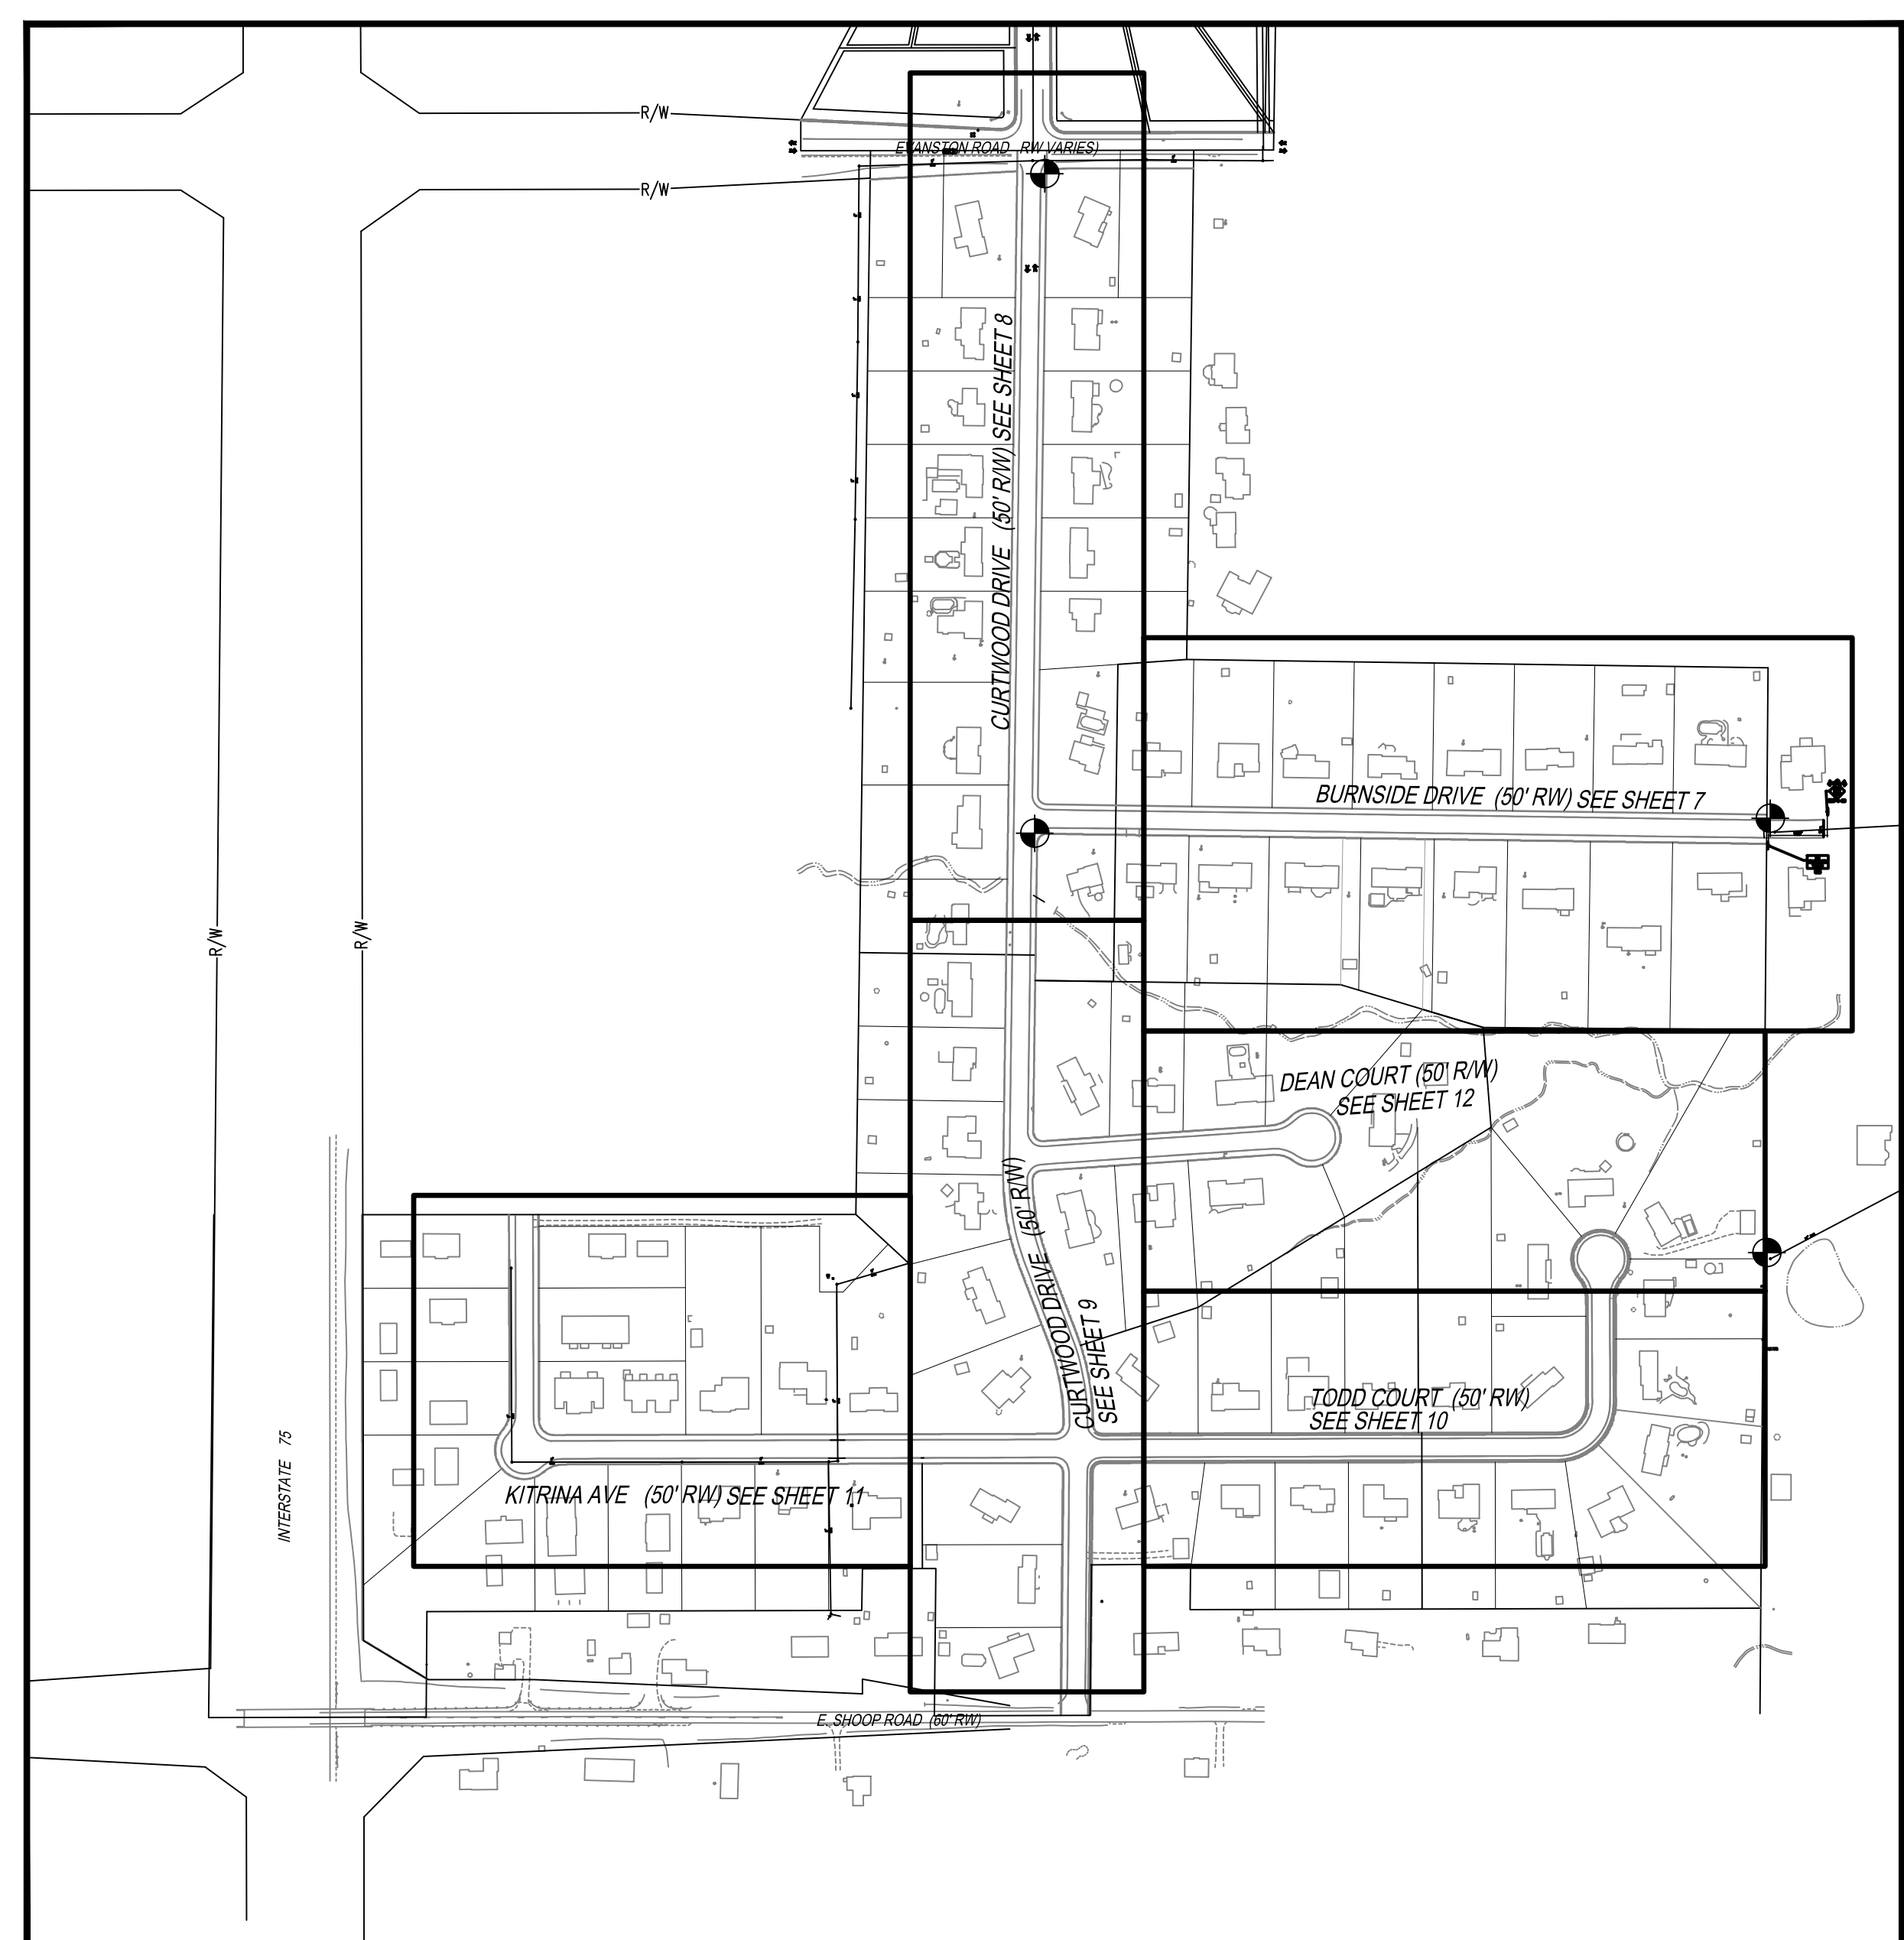 R/W
EVANSTON ROAD RW VARIES)
R/W
CURTWOOD DRIVE (50' R/W) SEE SHEET 8
BURNSIDE DRIVE (50' RW) SEE SHEET 7
R/W
R/W
DEAN COURT (50' R/W)
SEE SHEET 12
CURTWOOD DRIVE (50' R/W)
SEE SHEET 9
TODD COURT (50' RW)
SEE SHEET 10
INTERSTATE 75
KITRINA AVE (50' RW) SEE SHEET 11
E. SHOOP ROAD (60' RW)